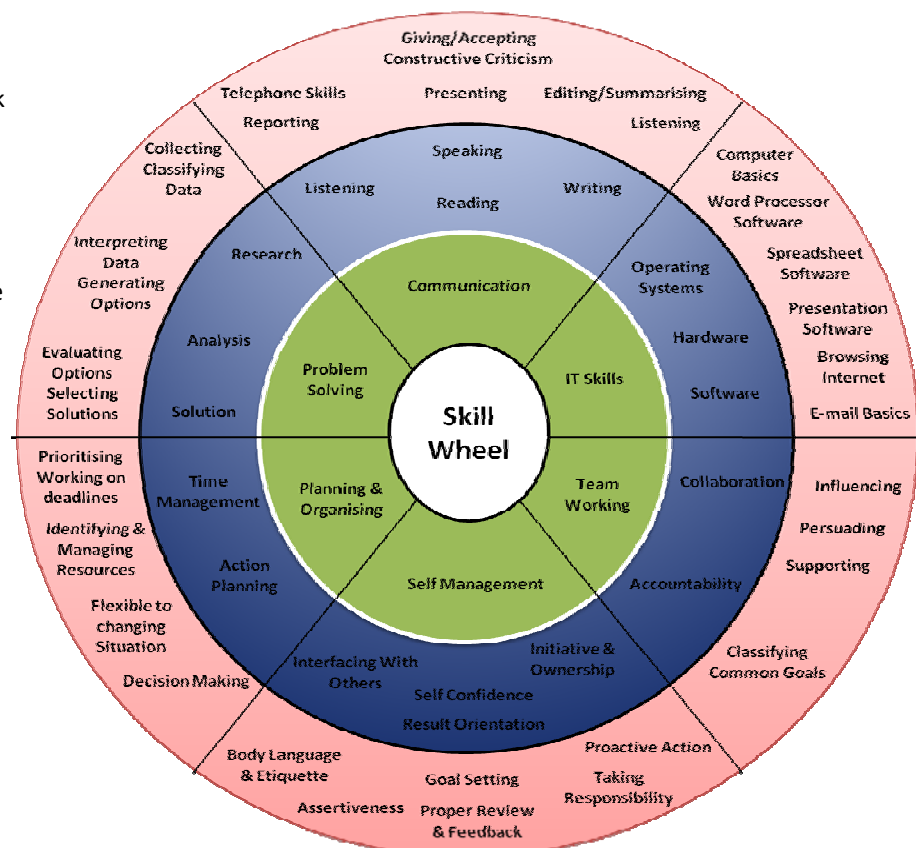 Giving/Accepting
Constructive Criticism
Telephone Skills
Presenting
Editing/Summarising
Reporting
Listening
Speaking
Listening
Writing
Reading
Communication
Collecting
Classifying
Data
Interpreting
Data
Generating
Options
Evaluating
Options
Selecting
Solutions
Research
Analysis
Solution
Problem
Solving
Computer
Basics
Word Processor
Software
Spreadsheet
Software
Presentation
Software
Browsing
Internet
E-mail Basics
Operating
Systems
Hardware
Software
IT Skills
Skill
Wheel
Prioritising
Working on
deadlines
Identifying &
Managing
Resources
Flexible to
changing
Situation
Decision Making
Time
Management
Action
Planning
Planning &
Organising
Team
Working
Collaboration
Accountability
Influencing
Persuading
Supporting
Classifying
Common Goals
Self Management
Interfacing With
Others
Initiative &
Ownership
Self Confidence
Result Orientation
Body Language
& Etiquette
Assertiveness
Goal Setting
Proper Review
& Feedback
Proactive Action
Taking
Responsibility